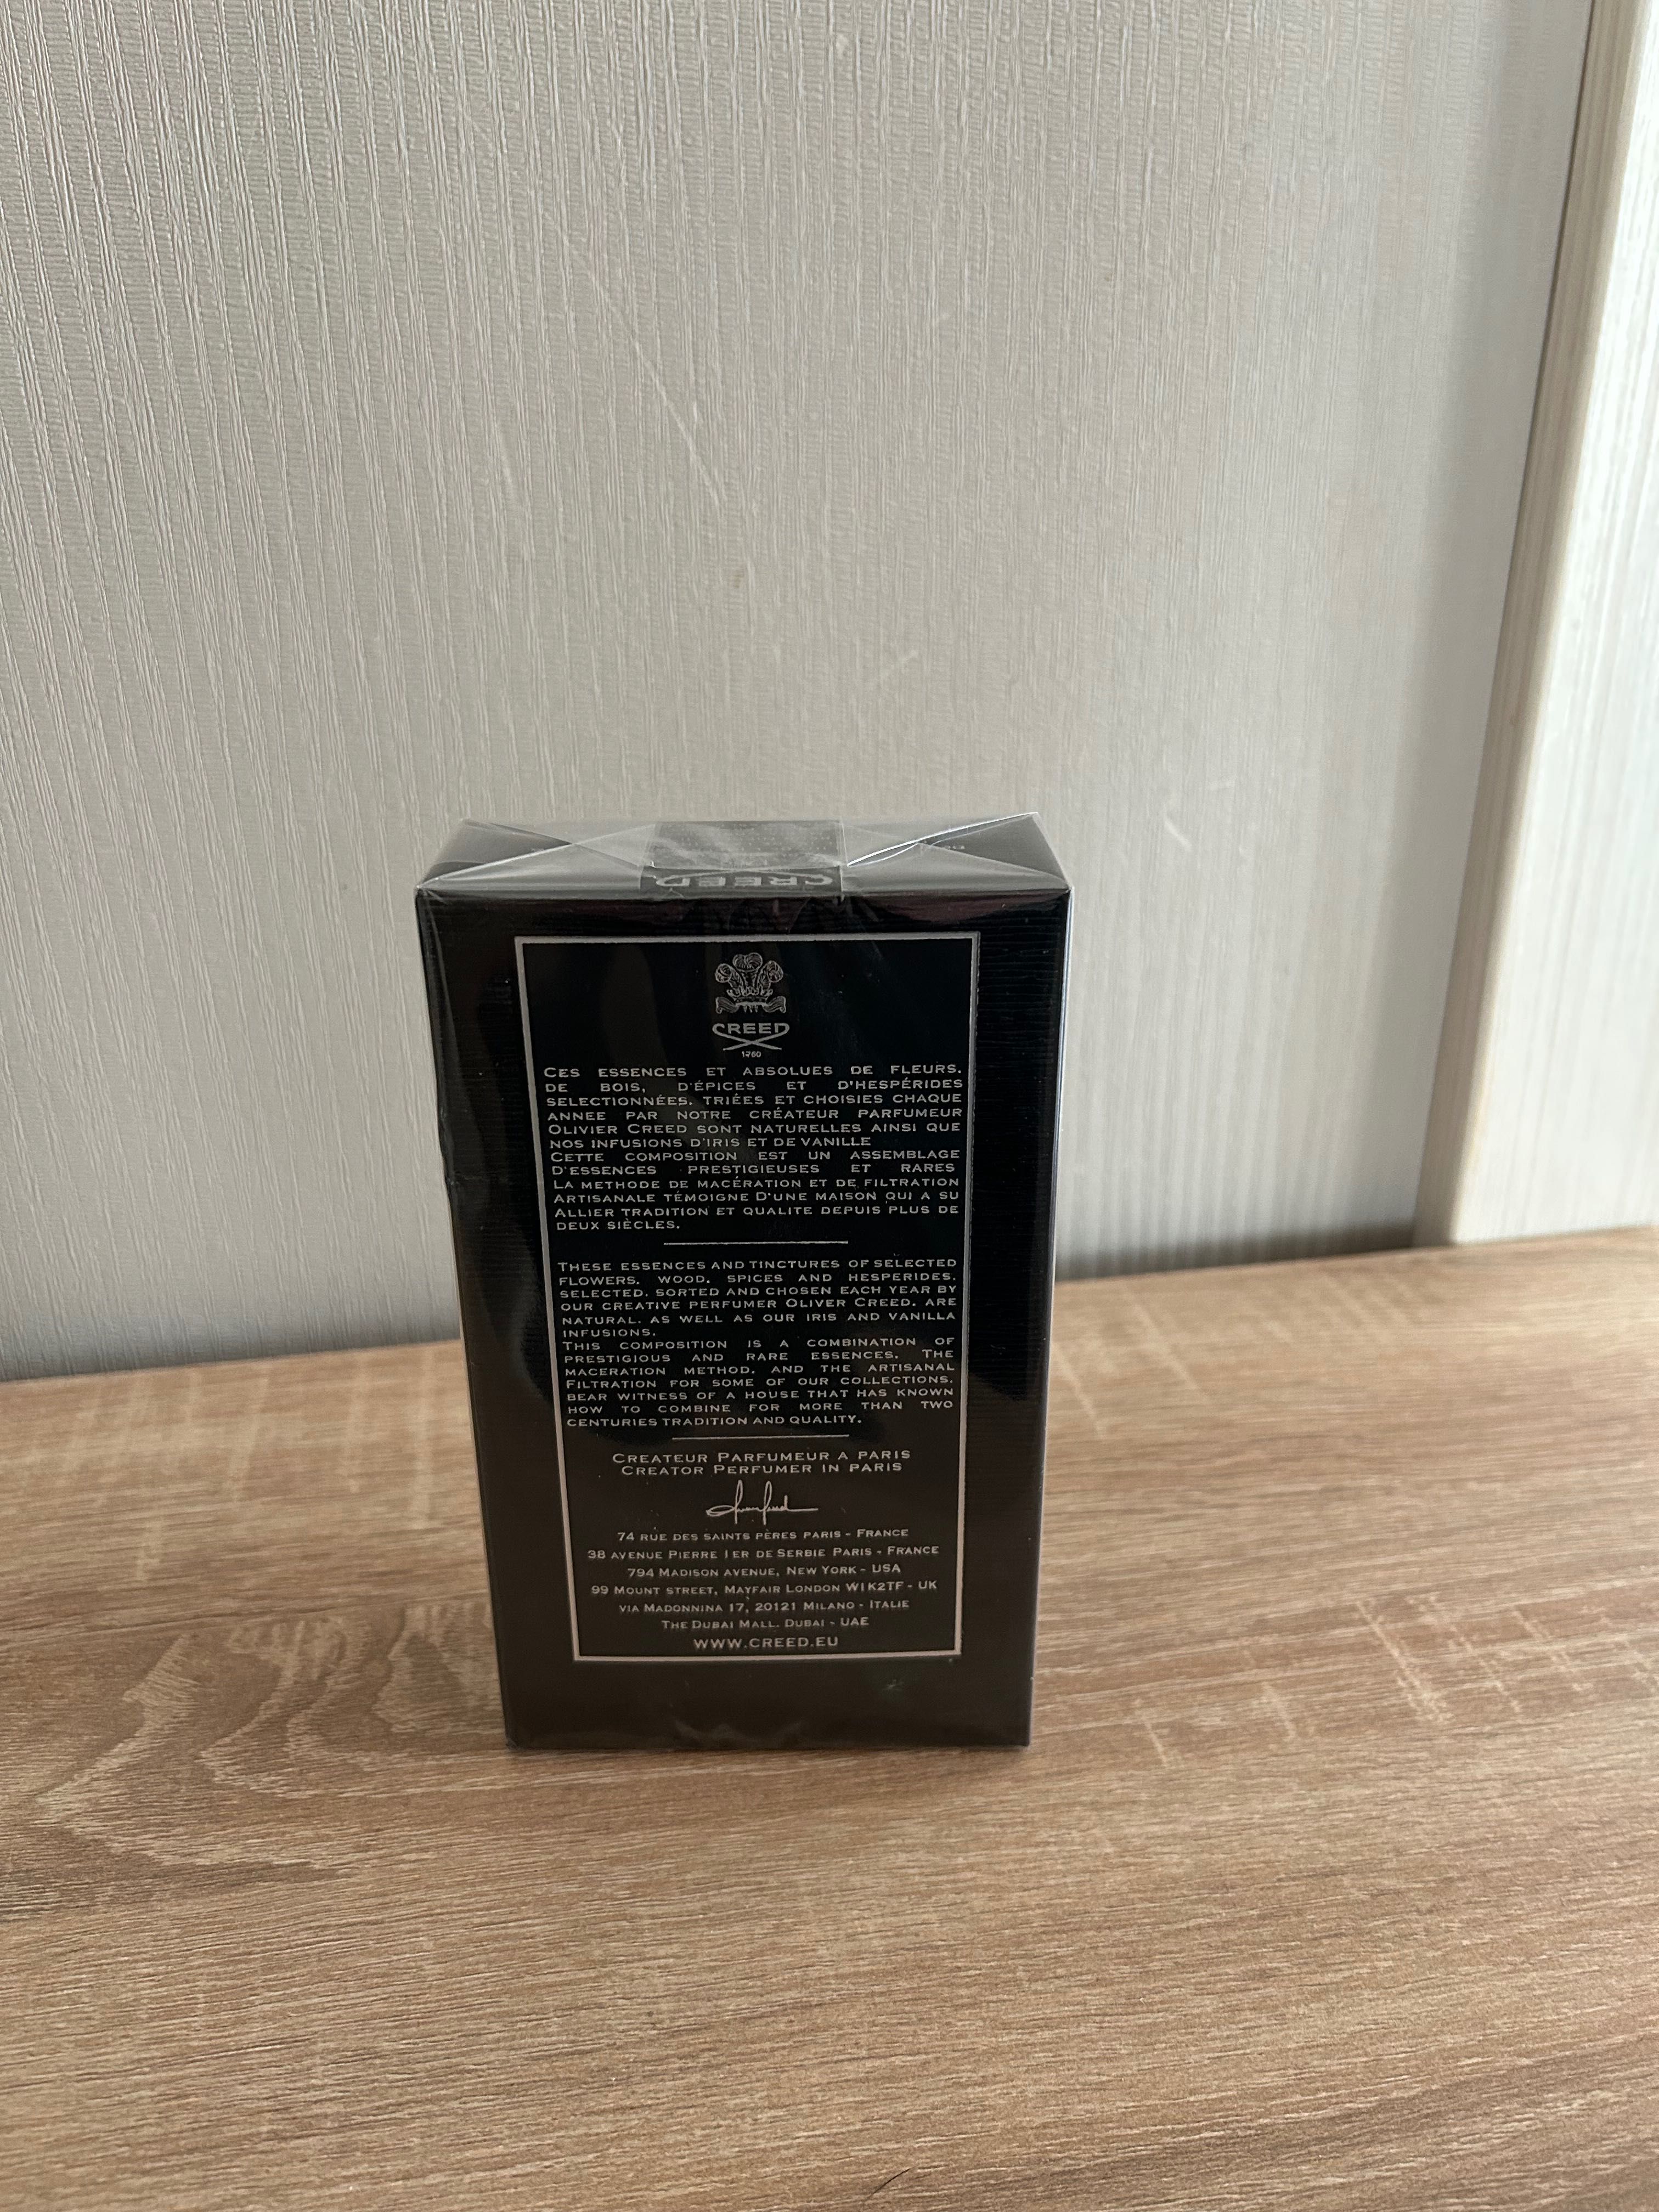 CREED
CREED
1760
CES ESSENCES ET ABSOLUES DE FLEURS.
DE BOIS, D'ÉPICES ET D'HESPÉRIDES
SELECTIONNÉES. TRIÉES ET CHOISIES CHAQUE
ANNEE PAR NOTRE CRÉATEUR PARFUMEUR
OLIVIER CREED SONT NATURELLES AINSI QUE
NOS INFUSIONS D'IRIS ET DE VANILLE
CETTE COMPOSITION EST UN ASSEMBLAGE
D'ESSENCES PRESTIGIEUSES ET RARES
LA METHODE DE MACÉRATION ET DE FILTRATION
ARTISANALE TÉMOIGNE D'UNE MAISON QUI A SU
ALLIER TRADITION ET QUALITE DEPUIS PLUS DE
DEUX SIÈCLES.
THESE ESSENCES AND TINCTURES OF SELECTED
FLOWERS. WOOD. SPICES AND HESPERIDES.
SELECTED. SORTED AND CHOSEN EACH YEAR BY
OUR CREATIVE PERFUMER OLIVER CREED. ARE
NATURAL. AS WELL AS OUR IRIS AND VANILLA
INFUSIONS.
THIS COMPOSITION IS A COMBINATION OF
PRESTIGIOUS AND RARE ESSENCES. THE
MACERATION METHOD. AND THE ARTISANAL
FILTRATION FOR SOME OF OUR COLLECTIONS.
BEAR WITNESS OF A HOUSE THAT HAS KNOWN
HOW TO COMBINE FOR MORE THAN TWO
CENTURIES TRADITION AND QUALITY.
CREATEUR PARFUMEUR A PARIS
CREATOR PERFUMER IN PARIS
74 RUE DES SAINTS PÈRES PARIS - FRANCE
38 AVENUE PIERRE 1ER DE SERBIE PARIS - FRANCE
794 MADISON AVENUE, NEW YORK - USA
99 MOUNT STREET, MAYFAIR LONDON W1K2TF - UK
VIA MADONNINA 17, 20121 MILANO - ITALIE
THE DUBAI MALL. DUBAI - UAE
WWW.CREED.EU